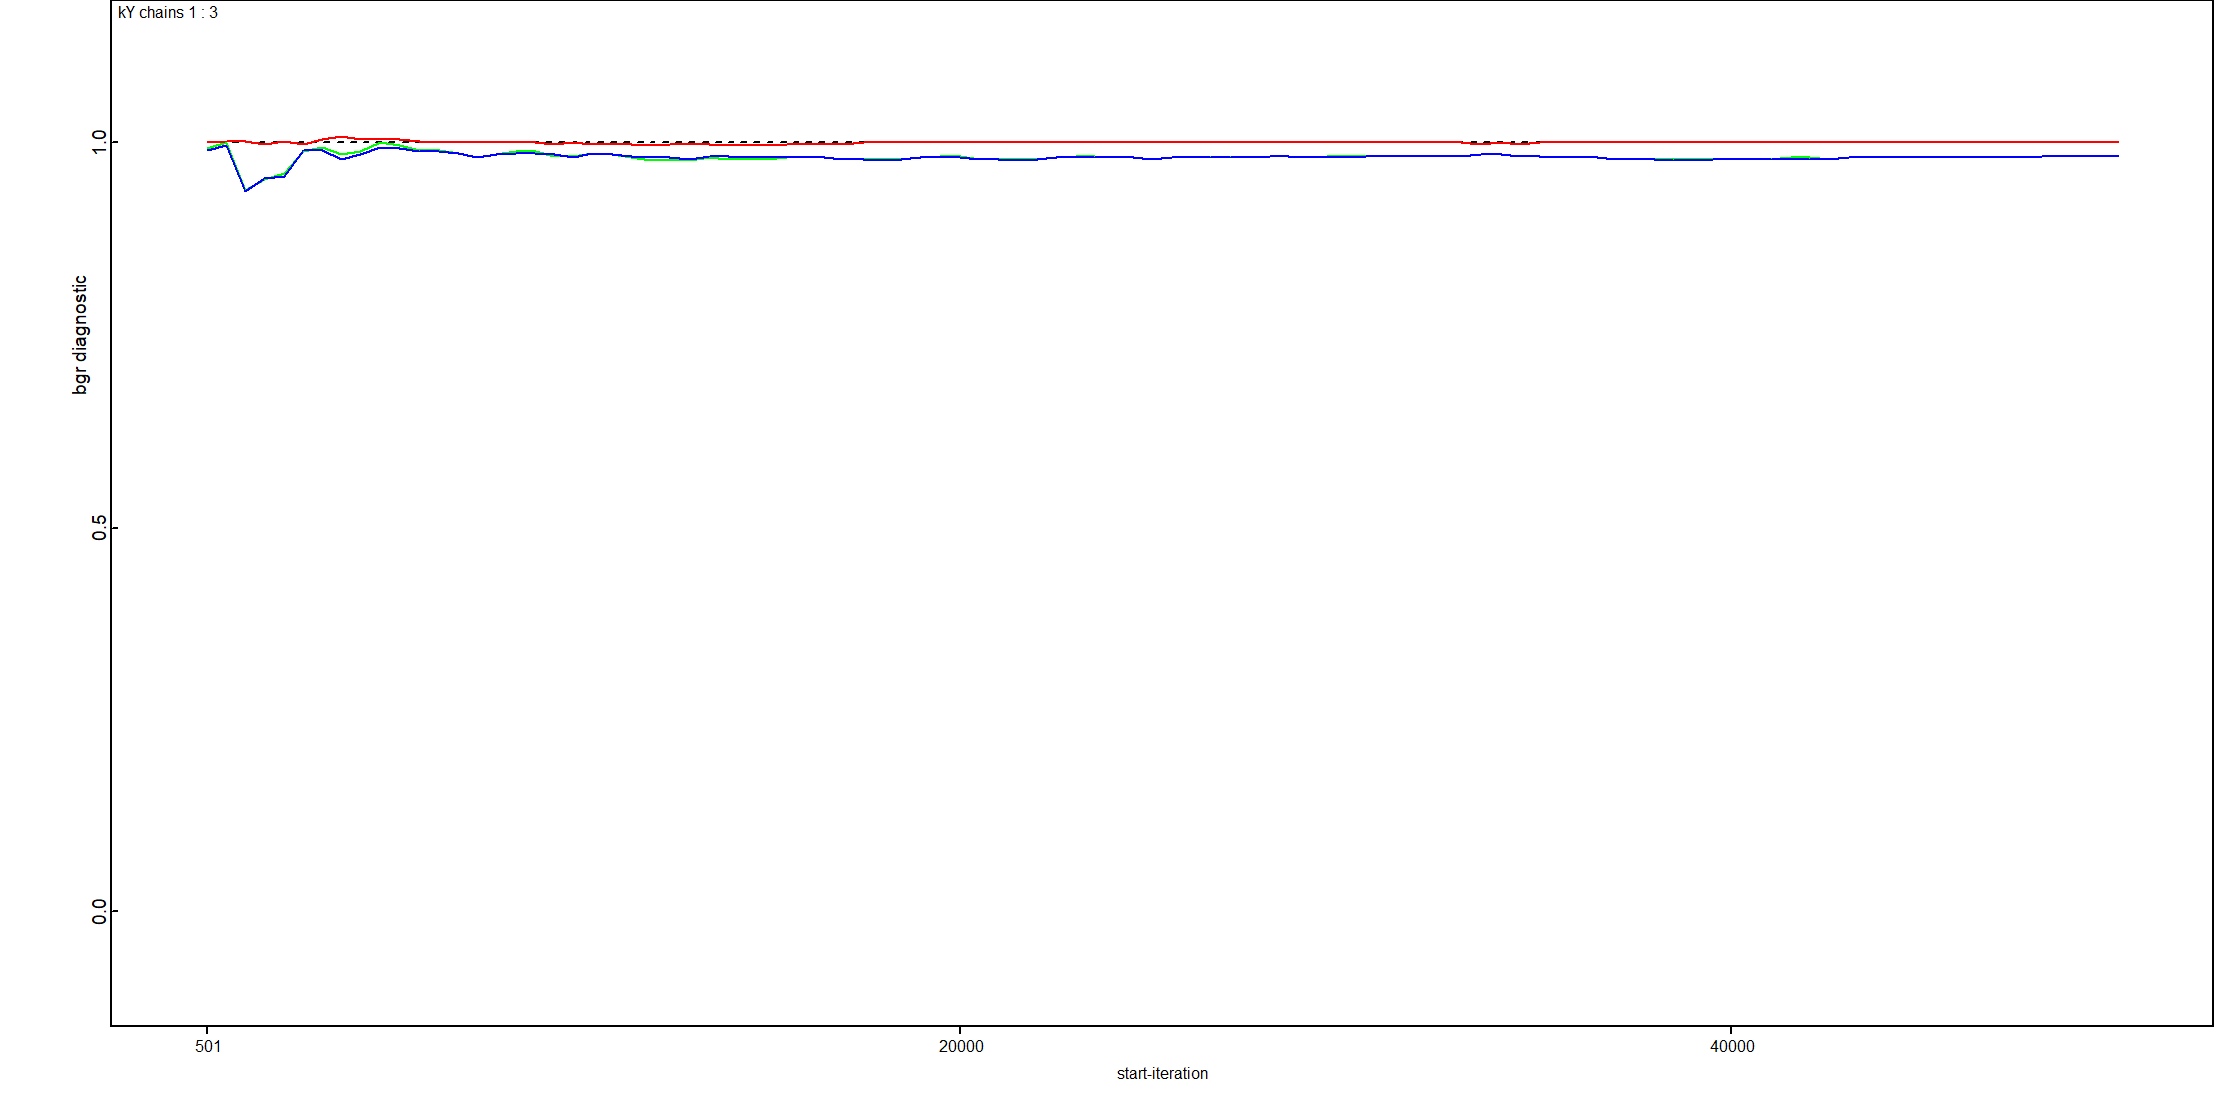 kY chains 1 : 3
1.0
0.5
0.0
bgr diagnostic
501
20000
40000
start-iteration